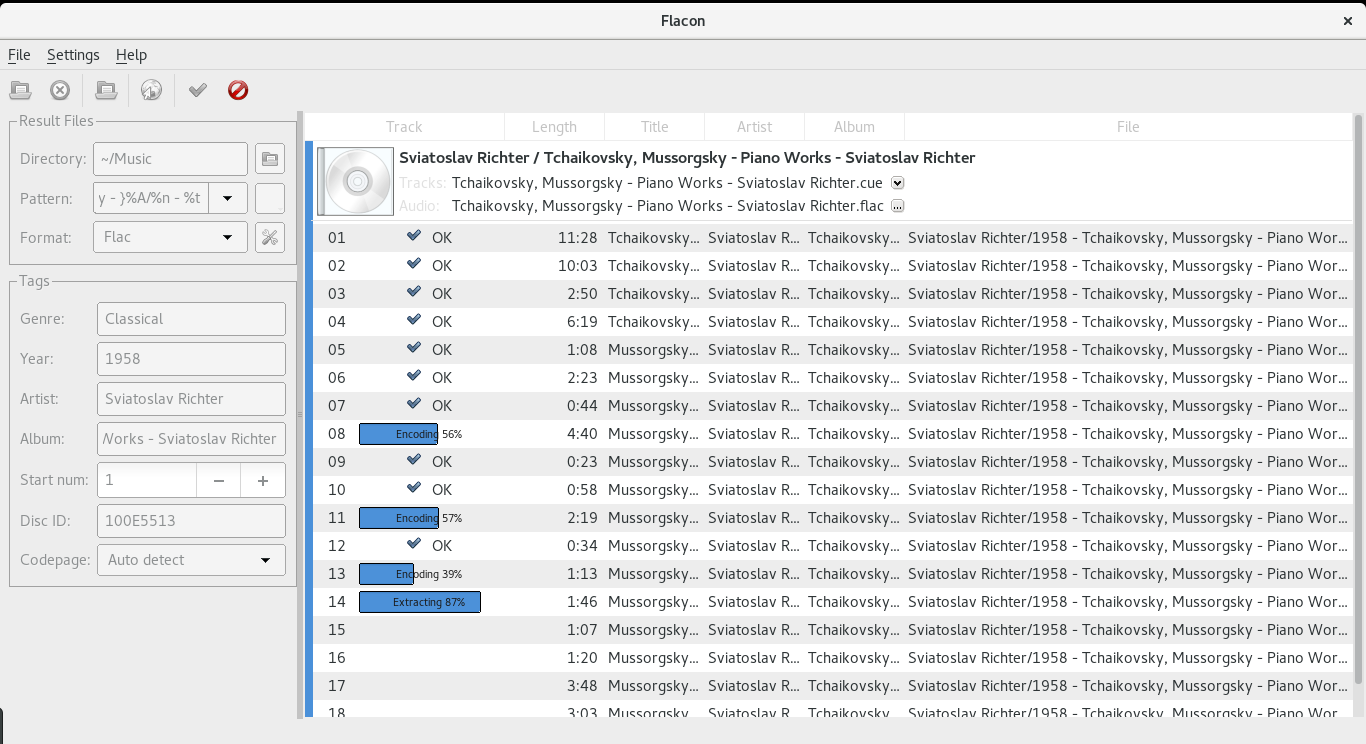 Flacon
File Settings Help
Result Files
Directory: ~/Music
Pattern: y - }%A/%n - %t
Format: Flac
Tags
Genre: Classical
Year: 1958
Artist: Sviatoslav Richter
Album: Works - Sviatoslav Richter
Start num: 1 − +
Disc ID: 100E5513
Codepage: Auto detect
Track Length Title Artist Album File
Sviatoslav Richter / Tchaikovsky, Mussorgsky - Piano Works - Sviatoslav Richter
Tracks: Tchaikovsky, Mussorgsky - Piano Works - Sviatoslav Richter.cue
Audio: Tchaikovsky, Mussorgsky - Piano Works - Sviatoslav Richter.flac ...
01 OK 11:28 Tchaikovsky... Sviatoslav R... Tchaikovsky... Sviatoslav Richter/1958 - Tchaikovsky, Mussorgsky - Piano Wor...
02 OK 10:03 Tchaikovsky... Sviatoslav R... Tchaikovsky... Sviatoslav Richter/1958 - Tchaikovsky, Mussorgsky - Piano Wor...
03 OK 2:50 Tchaikovsky... Sviatoslav R... Tchaikovsky... Sviatoslav Richter/1958 - Tchaikovsky, Mussorgsky - Piano Wor...
04 OK 6:19 Tchaikovsky... Sviatoslav R... Tchaikovsky... Sviatoslav Richter/1958 - Tchaikovsky, Mussorgsky - Piano Wor...
05 OK 1:08 Mussorgsky... Sviatoslav R... Tchaikovsky... Sviatoslav Richter/1958 - Tchaikovsky, Mussorgsky - Piano Wor...
06 OK 2:23 Mussorgsky... Sviatoslav R... Tchaikovsky... Sviatoslav Richter/1958 - Tchaikovsky, Mussorgsky - Piano Wor...
07 OK 0:44 Mussorgsky... Sviatoslav R... Tchaikovsky... Sviatoslav Richter/1958 - Tchaikovsky, Mussorgsky - Piano Wor...
08 Encoding 56% 4:40 Mussorgsky... Sviatoslav R... Tchaikovsky... Sviatoslav Richter/1958 - Tchaikovsky, Mussorgsky - Piano Wor...
09 OK 0:23 Mussorgsky... Sviatoslav R... Tchaikovsky... Sviatoslav Richter/1958 - Tchaikovsky, Mussorgsky - Piano Wor...
10 OK 0:58 Mussorgsky... Sviatoslav R... Tchaikovsky... Sviatoslav Richter/1958 - Tchaikovsky, Mussorgsky - Piano Wor...
11 Encoding 57% 2:19 Mussorgsky... Sviatoslav R... Tchaikovsky... Sviatoslav Richter/1958 - Tchaikovsky, Mussorgsky - Piano Wor...
12 OK 0:34 Mussorgsky... Sviatoslav R... Tchaikovsky... Sviatoslav Richter/1958 - Tchaikovsky, Mussorgsky - Piano Wor...
13 Encoding 39% 1:13 Mussorgsky... Sviatoslav R... Tchaikovsky... Sviatoslav Richter/1958 - Tchaikovsky, Mussorgsky - Piano Wor...
14 Extracting 87% 1:46 Mussorgsky... Sviatoslav R... Tchaikovsky... Sviatoslav Richter/1958 - Tchaikovsky, Mussorgsky - Piano Wor...
15 1:07 Mussorgsky... Sviatoslav R... Tchaikovsky... Sviatoslav Richter/1958 - Tchaikovsky, Mussorgsky - Piano Wor...
16 1:20 Mussorgsky... Sviatoslav R... Tchaikovsky... Sviatoslav Richter/1958 - Tchaikovsky, Mussorgsky - Piano Wor...
17 3:48 Mussorgsky... Sviatoslav R... Tchaikovsky... Sviatoslav Richter/1958 - Tchaikovsky, Mussorgsky - Piano Wor...
18 3:03 Mussorgsky... Sviatoslav R... Tchaikovsky... Sviatoslav Richter/1958 - Tchaikovsky, Mussorgsky - Piano Wor...